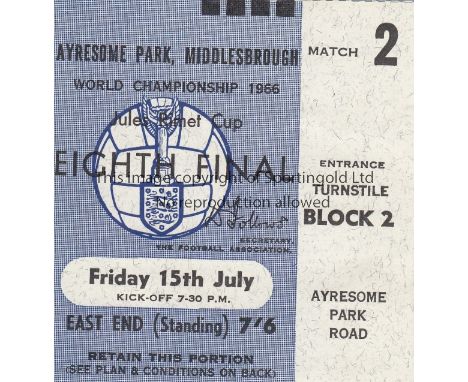 AYRESOME PARK, MIDDLESBROUGH
WORLD CHAMPIONSHIP 1966
Jules Rimet Cup
EIGHTH FINAL
This image copyright of Sportingold Ltd
No reproduction allowed
D Follows
SECRETARY.
THE FOOTBALL ASSOCIATION.
Friday 15th July
KICK-OFF 7-30 P.M.
EAST END (Standing) 7'6
RETAIN THIS PORTION
(SEE PLAN & CONDITIONS ON BACK)
MATCH 2
ENTRANCE
TURNSTILE
BLOCK 2
AYRESOME
PARK
ROAD